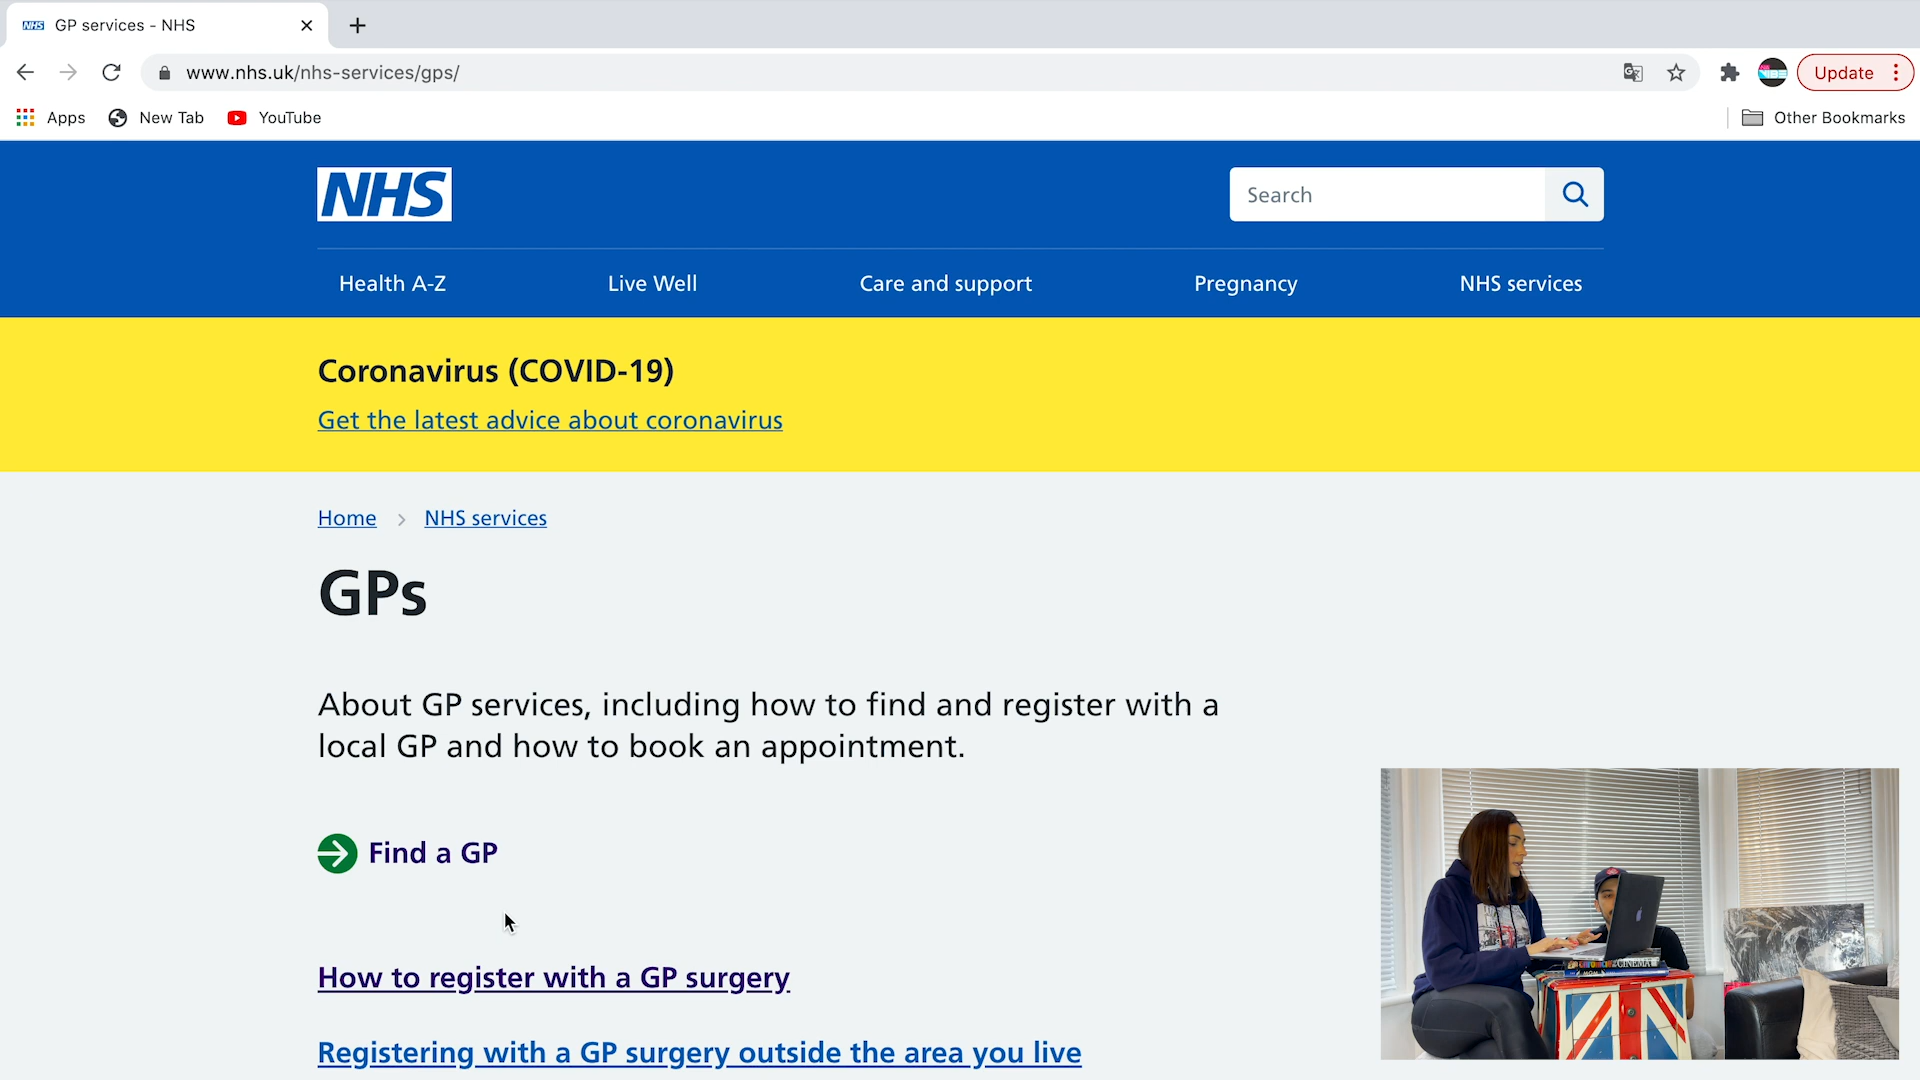 GP services - NHS
www.nhs.uk/nhs-services/gps/
Update
Apps
New Tab
YouTube
Other Bookmarks
NHS
Search
Health A-Z
Live Well
Care and support
Pregnancy
NHS services
Coronavirus (COVID-19)
Get the latest advice about coronavirus
Home
NHS services
GPs
About GP services, including how to find and register with a
local GP and how to book an appointment.
Find a GP
How to register with a GP surgery
Registering with a GP surgery outside the area you live
CINEMA